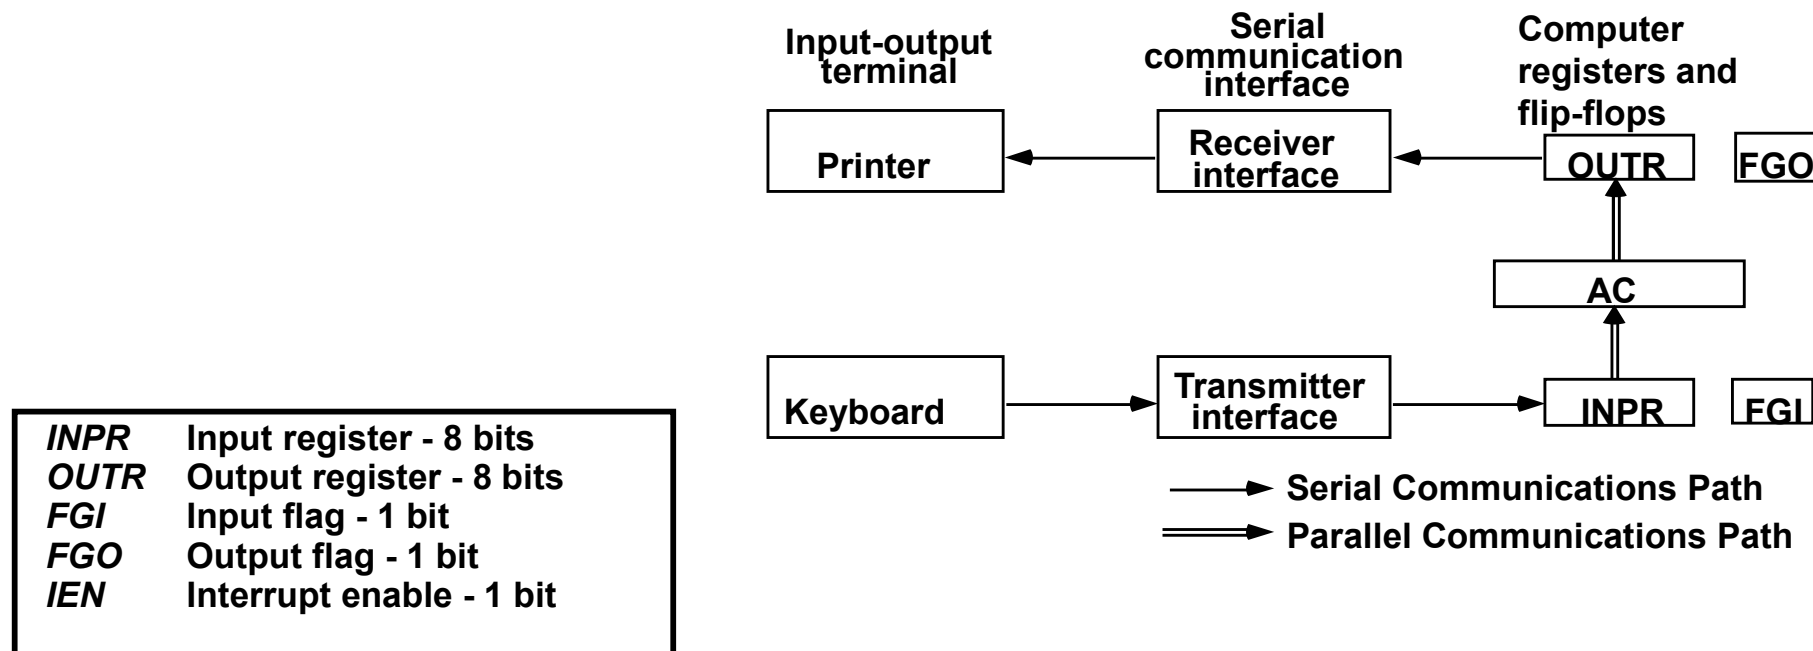 Input-output
terminal
Serial
communication
interface
Computer
registers and
flip-flops
Printer
Receiver
interface
OUTR
FGO
AC
Keyboard
Transmitter
interface
INPR
FGI
Serial Communications Path
Parallel Communications Path
INPR Input register - 8 bits
OUTR Output register - 8 bits
FGI Input flag - 1 bit
FGO Output flag - 1 bit
IEN Interrupt enable - 1 bit